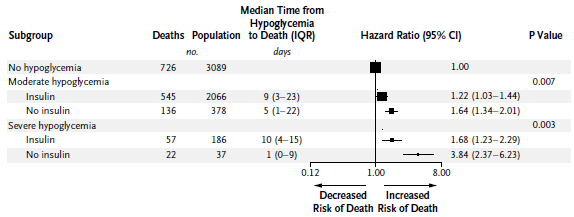 Subgroup Deaths Population Median Time from Hypoglycemia to Death (IQR) Hazard Ratio (95% CI) P Value
no. days
No hypoglycemia 726 3089 1.00
Moderate hypoglycemia 0.007
Insulin 545 2066 9 (3–23) 1.22 (1.03–1.44)
No insulin 136 378 5 (1–22) 1.64 (1.34–2.01)
Severe hypoglycemia 0.003
Insulin 57 186 10 (4–15) 1.68 (1.23–2.29)
No insulin 22 37 1 (0–9) 3.84 (2.37–6.23)
0.12 1.00 8.00
Decreased Risk of Death Increased Risk of Death